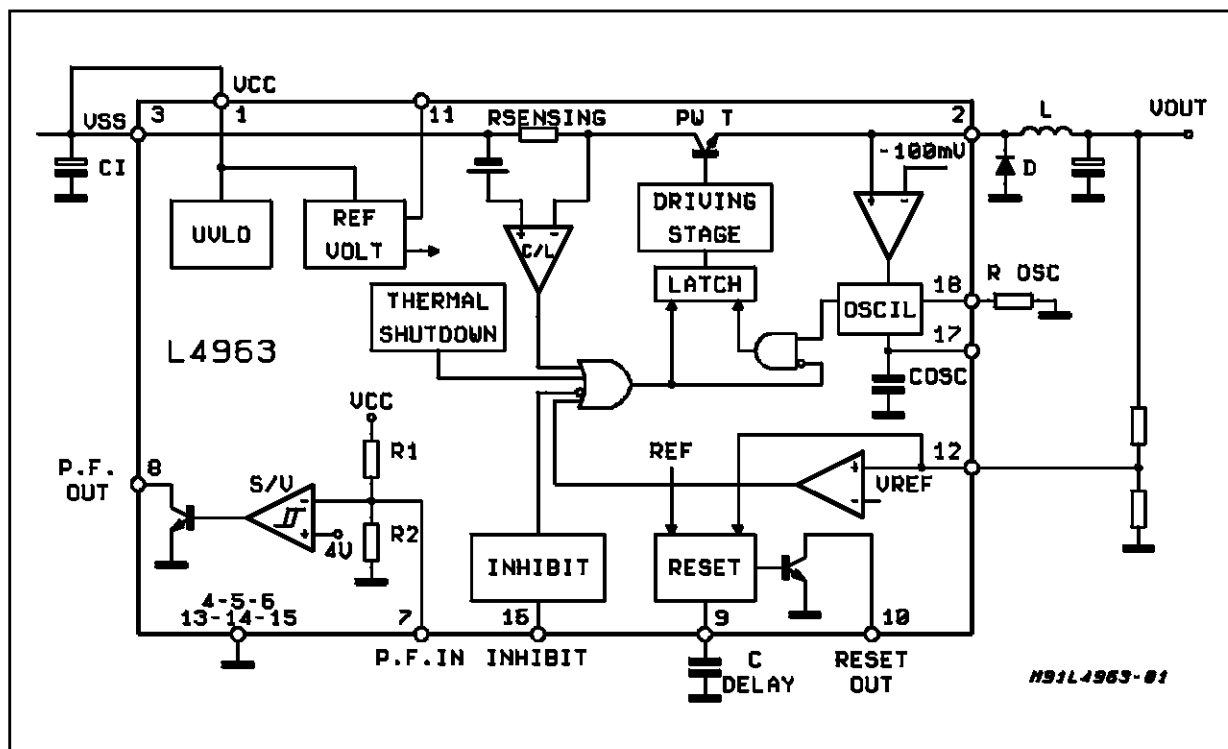 VCC
VSS
3
1
11
RSENSING
PW T
2
L
VOUT
CI
-100mV
D
UVLO
REF
VOLT
+ -
C/L
DRIVING
STAGE
+ -
LATCH
OSCIL
18
R OSC
THERMAL
SHUTDOWN
17
L4963
COSC
VCC
P.F.
OUT
8
R1
S/V
-
+
4V
R2
REF
12
+
VREF
-
INHIBIT
RESET
4-5-6
13-14-15
7
16
9
10
P.F.IN
INHIBIT
C
DELAY
RESET
OUT
M91L4963-01